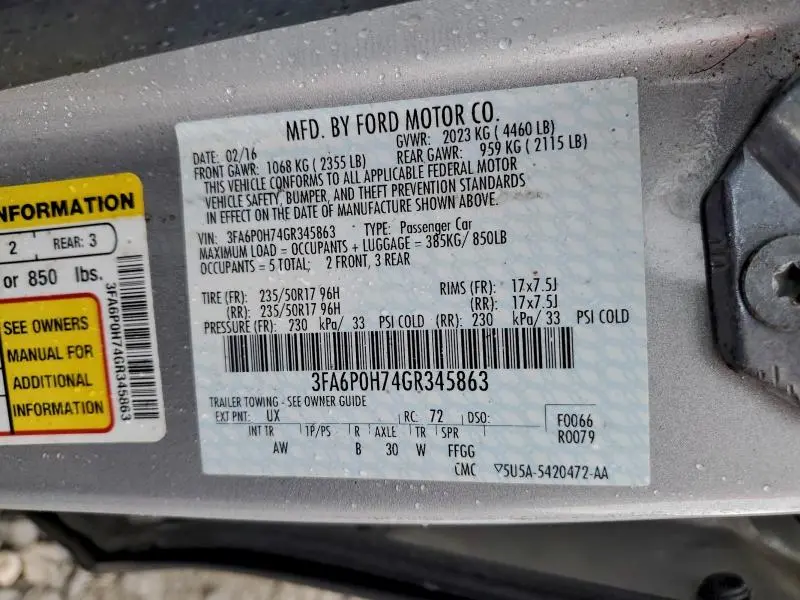 MFD. BY FORD MOTOR CO.
DATE: 02/16 GVWR: 2023 KG ( 4460 LB)
FRONT GAWR: 1068 KG ( 2355 LB) REAR GAWR: 959 KG ( 2115 LB)
THIS VEHICLE CONFORMS TO ALL APPLICABLE FEDERAL MOTOR
VEHICLE SAFETY, BUMPER, AND THEFT PREVENTION STANDARDS
IN EFFECT ON THE DATE OF MANUFACTURE SHOWN ABOVE.
VIN: 3FA6P0H74GR345863 TYPE: Passenger Car
MAXIMUM LOAD = OCCUPANTS + LUGGAGE = 385KG/ 850LB
OCCUPANTS = 5 TOTAL; 2 FRONT, 3 REAR
TIRE (FR): 235/50R17 96H RIMS (FR): 17x7.5J
(RR): 235/50R17 96H (RR): 17x7.5J
PRESSURE (FR): 230 kPa/ 33 PSI COLD (RR): 230 kPa/ 33 PSI COLD
3FA6P0H74GR345863
TRAILER TOWING - SEE OWNER GUIDE
EXT PNT: UX RC: 72 DSO: F0066
INT TR TP/PS R AXLE TR SPR R0079
AW B 30 W FFGG
CMC ▽5U5A-5420472-AA
NFORMATION
2 REAR: 3
or 850 lbs.
SEE OWNERS
MANUAL FOR
ADDITIONAL
INFORMATION
3FA6P0H74GR345863